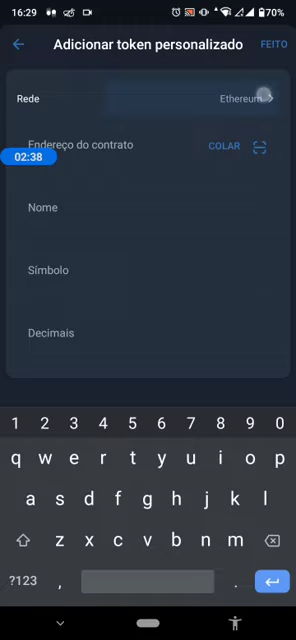 16:29
70%
Adicionar token personalizado
FEITO
Rede
Ethereum
Endereço do contrato
COLAR
02:38
Nome
Símbolo
Decimais
1 2 3 4 5 6 7 8 9 0
q w e r t y u i o p
a s d f g h j k l
z x c v b n m
?123 , .